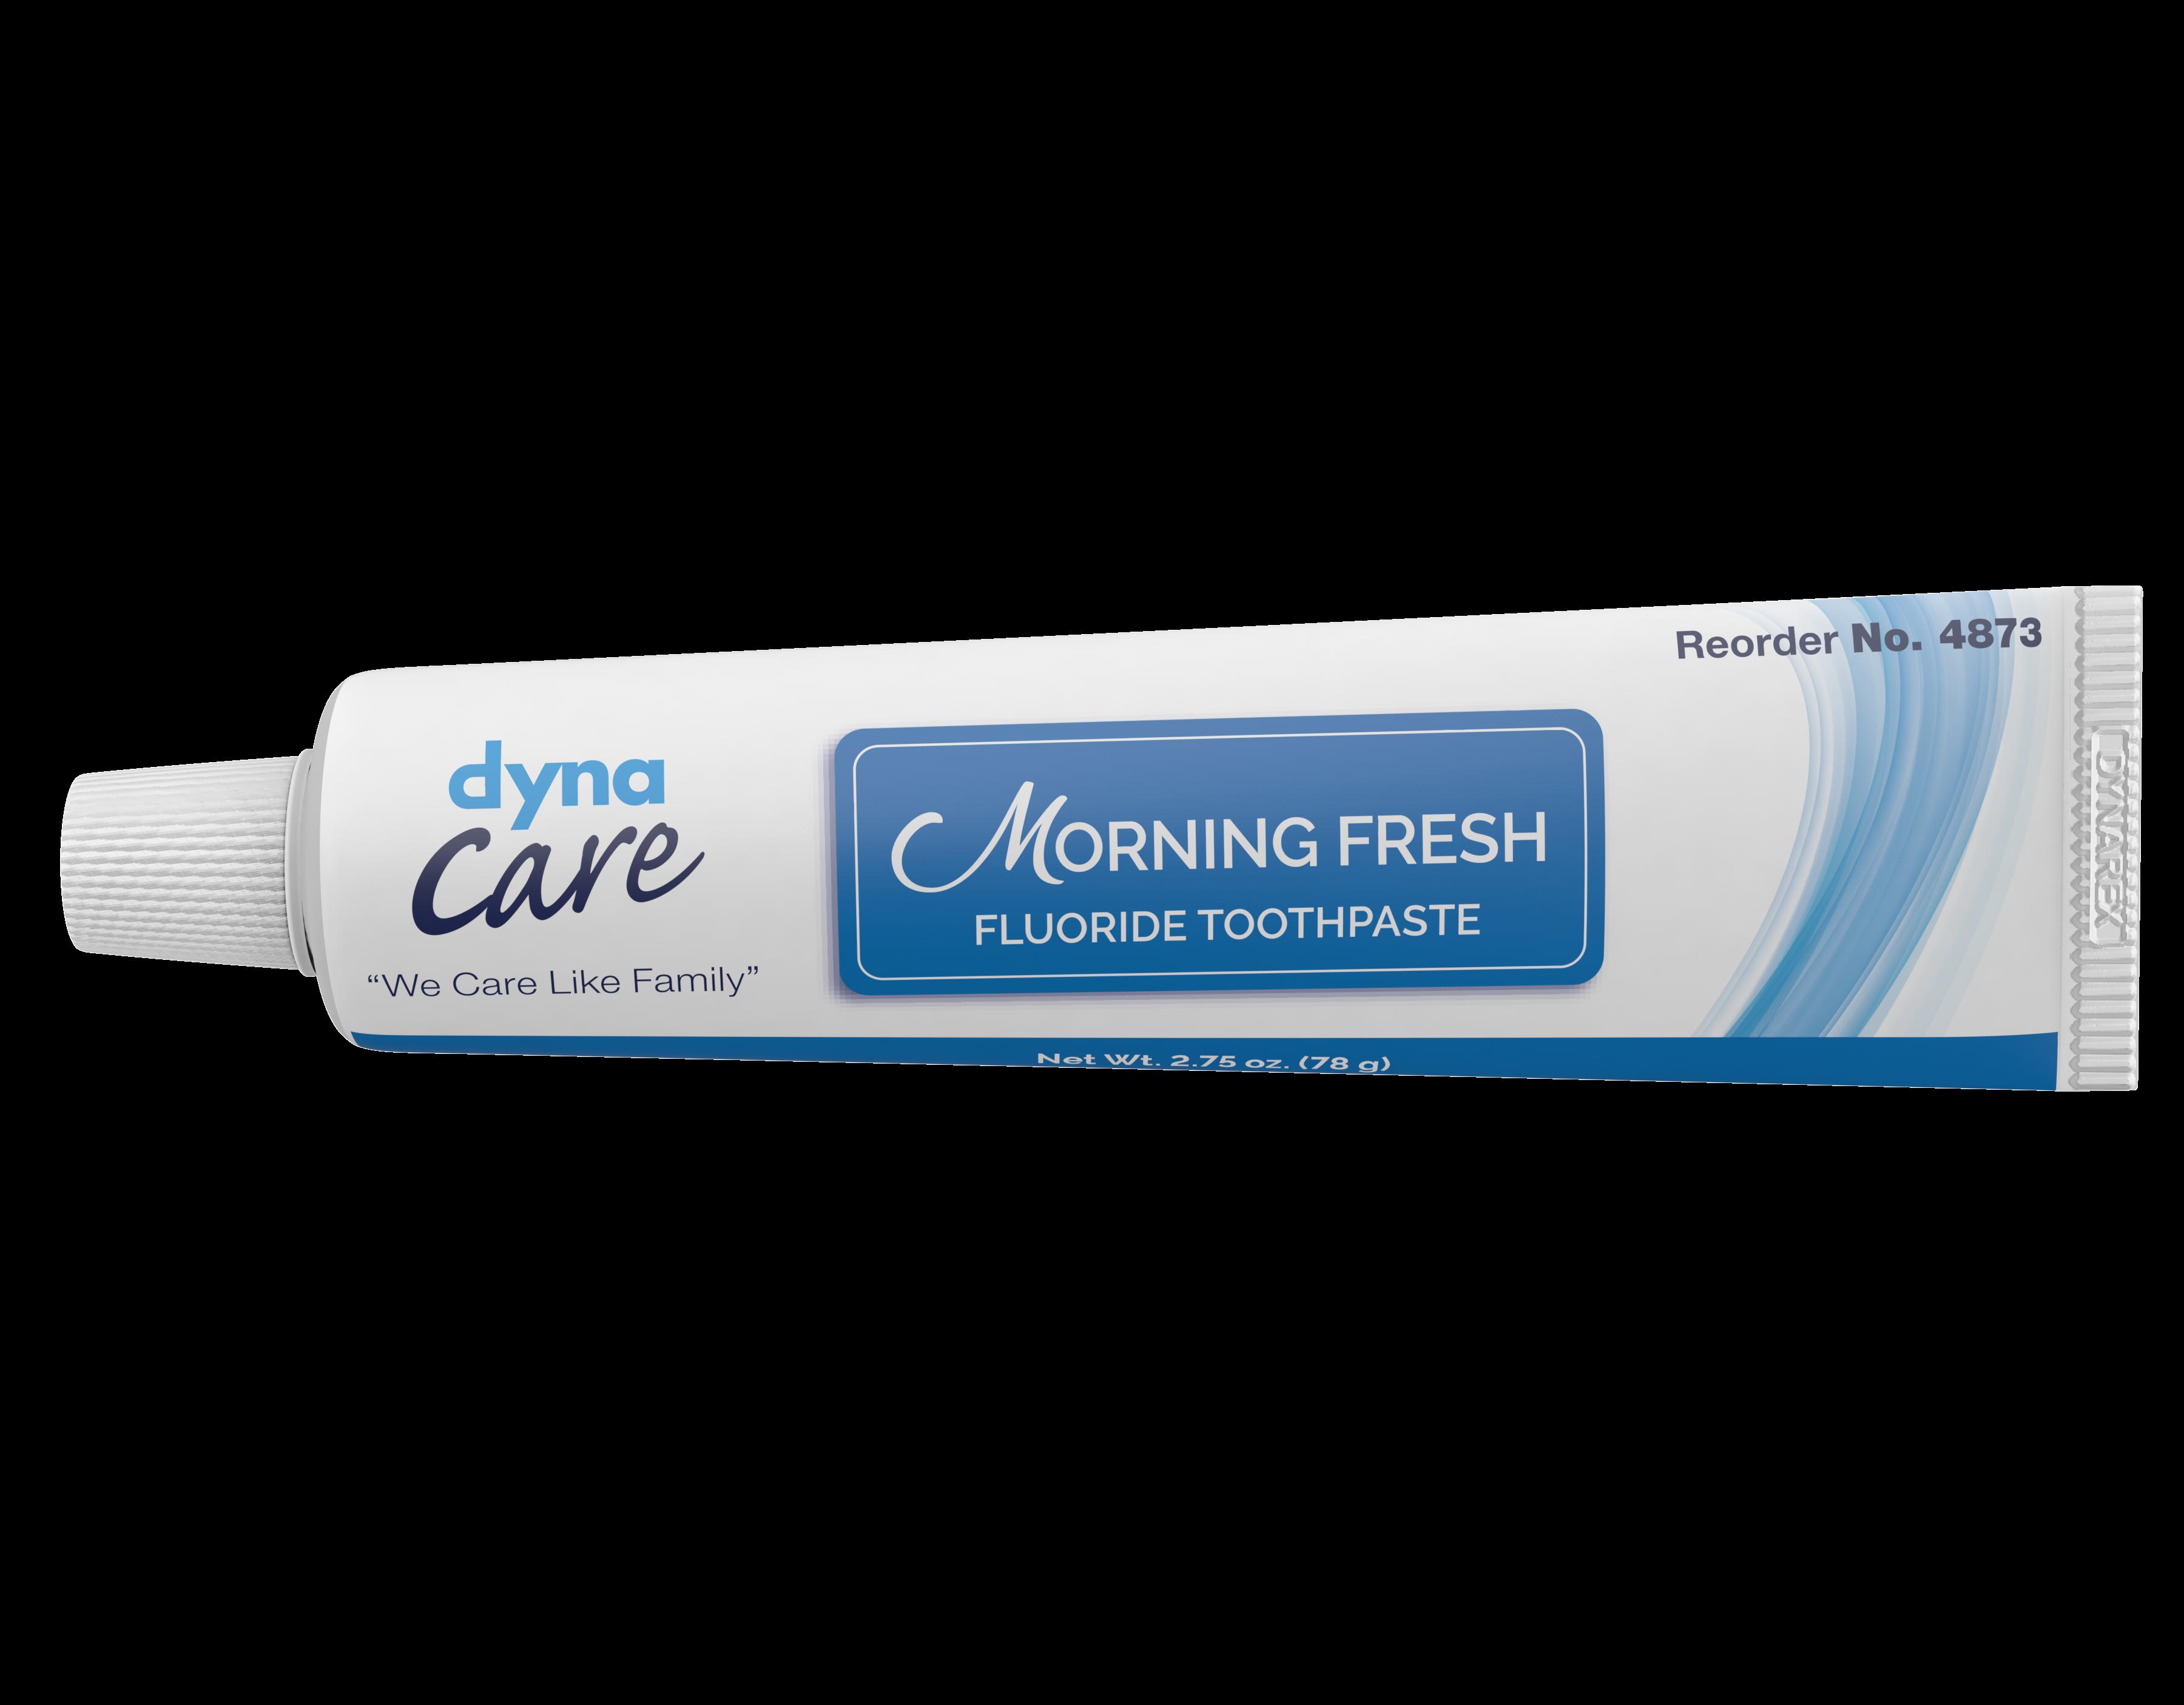 dyna
care
“We Care Like Family”
MORNING FRESH
FLUORIDE TOOTHPASTE
Reorder No. 4873
Net Wt. 2.75 oz. (78 g)
DYNAREX